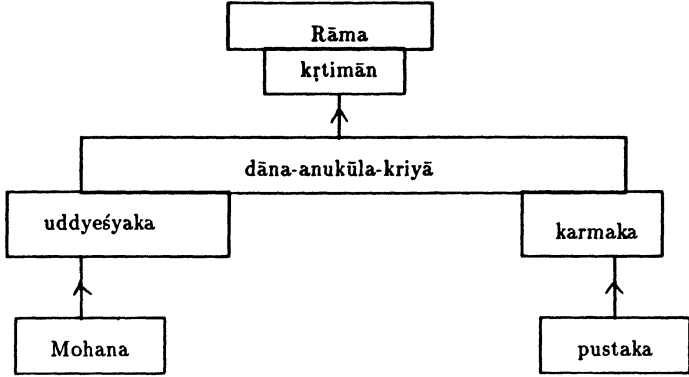 Rāma
kṛtimān
dāna-anukūla-kriyā
uddyeśyaka
karmaka
Mohana
pustaka